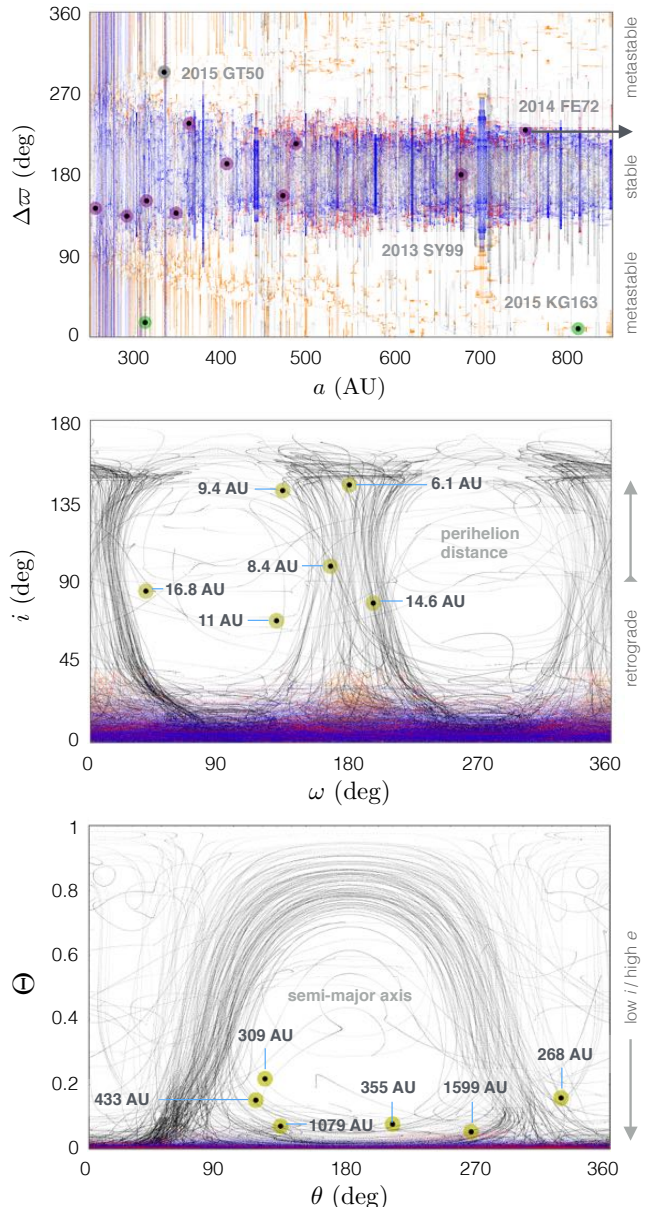 360
270
180
90
0
Δϖ (deg)
2015 GT50
2014 FE72
2013 SY99
2015 KG163
metastable
stable
metastable
300
400
500
600
700
800
a (AU)
180
135
90
45
0
i (deg)
9.4 AU
6.1 AU
8.4 AU
perihelion
distance
16.8 AU
14.6 AU
11 AU
retrograde
0
90
180
270
360
ω (deg)
1
0.8
0.6
0.4
0.2
0
Θ
semi-major axis
309 AU
268 AU
433 AU
355 AU
1599 AU
1079 AU
low i / high e
0
90
180
270
360
θ (deg)